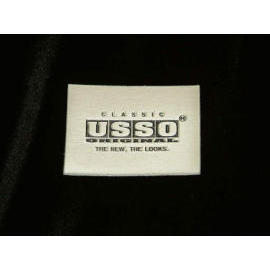 CLASSIC
USSO®
ORIGINAL
THE NEW. THE LOOKS.